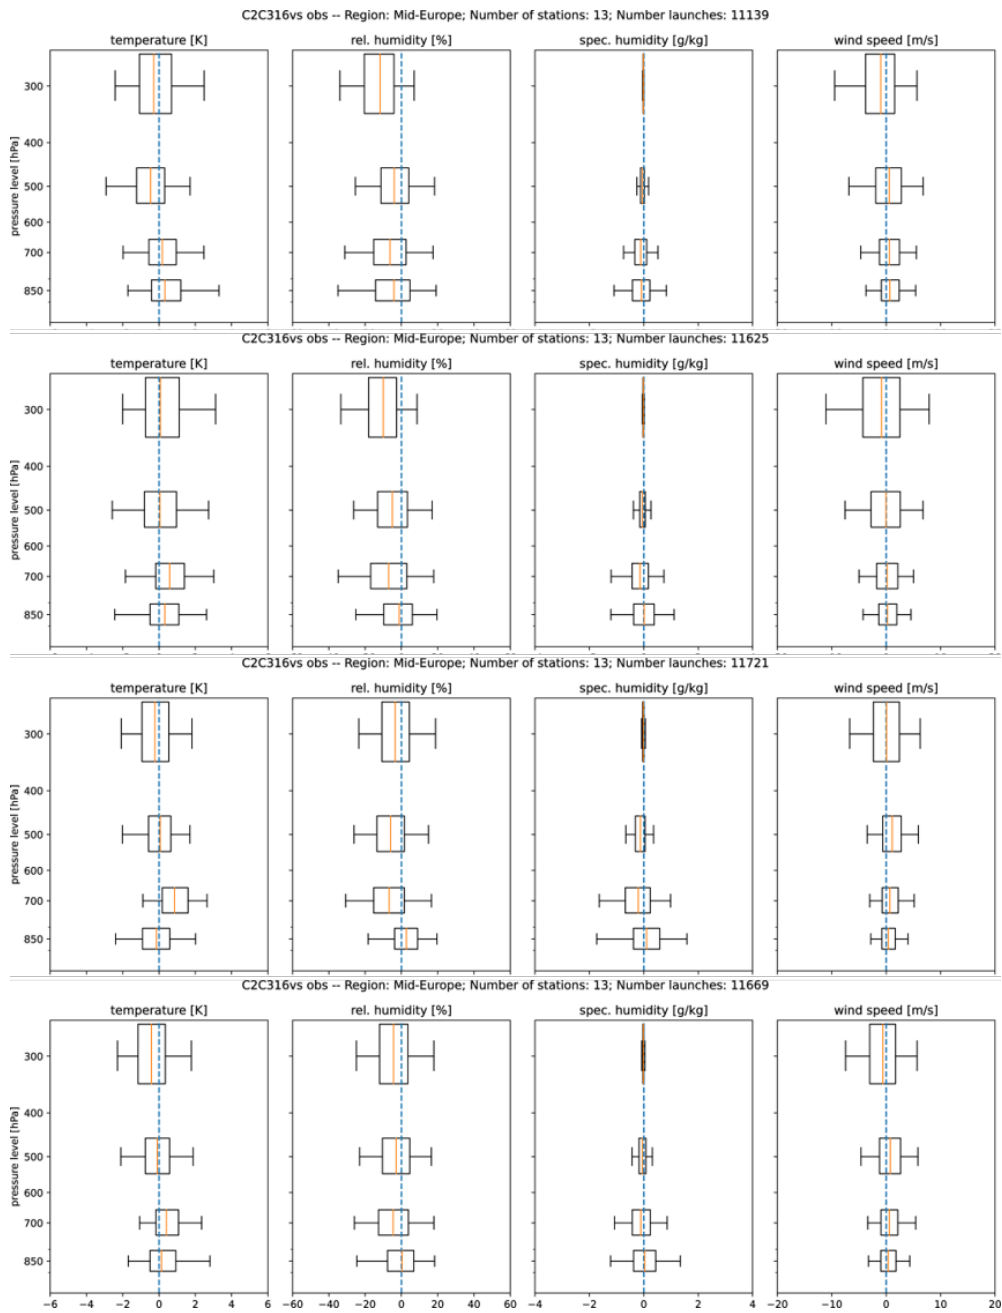 C2C316vs obs -- Region: Mid-Europe; Number of stations: 13; Number launches: 11139
temperature [K] rel. humidity [%] spec. humidity [g/kg] wind speed [m/s]
pressure level [hPa]
300
400
500
600
700
850
C2C316vs obs -- Region: Mid-Europe; Number of stations: 13; Number launches: 11625
temperature [K] rel. humidity [%] spec. humidity [g/kg] wind speed [m/s]
pressure level [hPa]
300
400
500
600
700
850
C2C316vs obs -- Region: Mid-Europe; Number of stations: 13; Number launches: 11721
temperature [K] rel. humidity [%] spec. humidity [g/kg] wind speed [m/s]
pressure level [hPa]
300
400
500
600
700
850
C2C316vs obs -- Region: Mid-Europe; Number of stations: 13; Number launches: 11669
temperature [K] rel. humidity [%] spec. humidity [g/kg] wind speed [m/s]
pressure level [hPa]
300
400
500
600
700
850
−6 −4 −2 0 2 4 6 −60 −40 −20 0 20 40 60 −4 −2 0 2 4 −20 −10 0 10 20